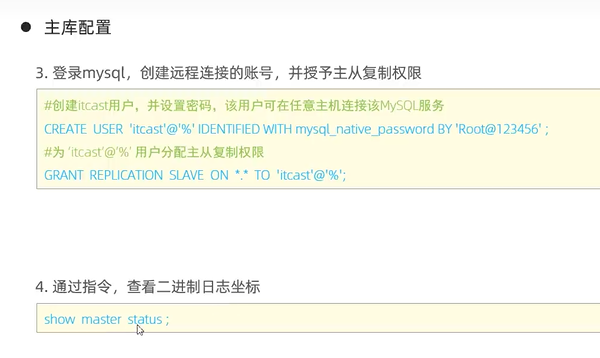 ● 主库配置
3. 登录mysql，创建远程连接的账号，并授予主从复制权限
#创建itcast用户，并设置密码，该用户可在任意主机连接该MySQL服务
CREATE USER 'itcast'@'%' IDENTIFIED WITH mysql_native_password BY 'Root@123456' ;
#为 'itcast'@'%' 用户分配主从复制权限
GRANT REPLICATION SLAVE ON *.* TO 'itcast'@'%';
4. 通过指令，查看二进制日志坐标
show master status ;